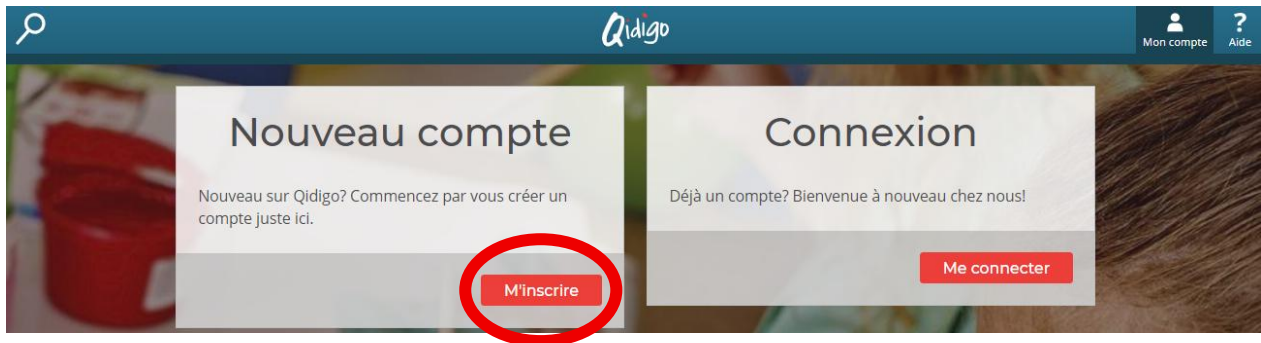 Qidigo
Mon compte
?
Aide
Nouveau compte
Nouveau sur Qidigo? Commencez par vous créer un
compte juste ici.
M'inscrire
Connexion
Déjà un compte? Bienvenue à nouveau chez nous!
Me connecter